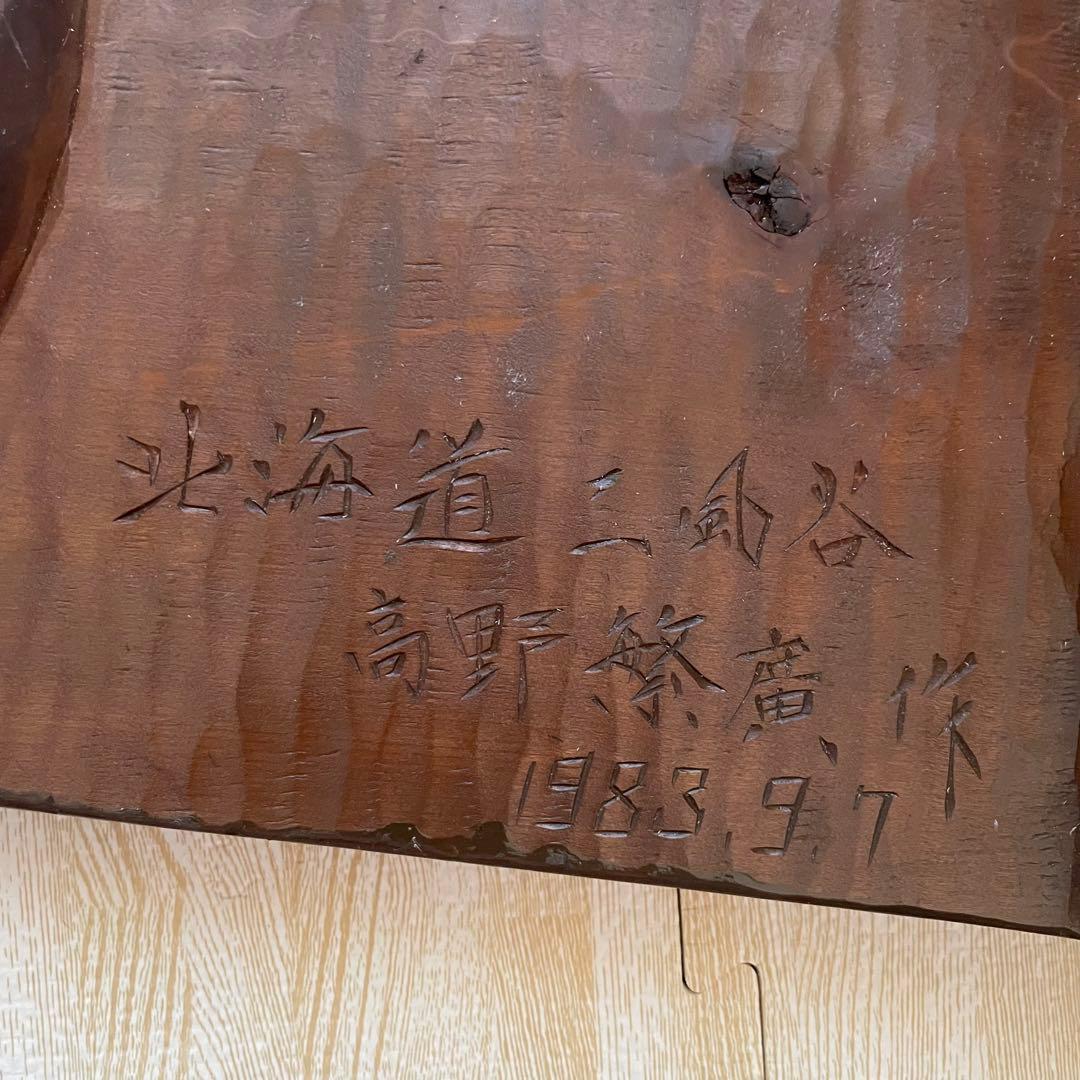 北海道 二風谷
高野繁廣 作
1983.9.7